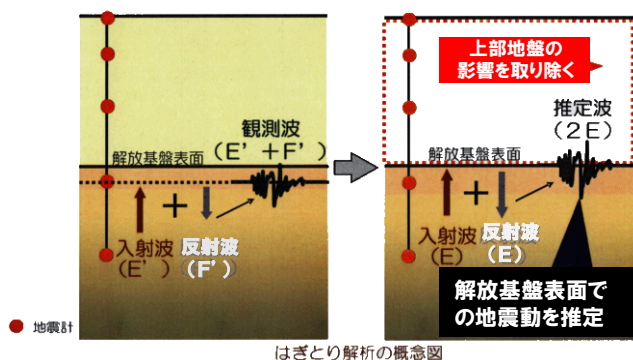 観測波
(E'+F')
解放基盤表面
＋
入射波
(E')
反射波
(F')
上部地盤の
影響を取り除く
推定波
(2E)
解放基盤表面
＋
入射波
(E)
反射波
(E)
解放基盤表面で
の地震動を推定
地震計
はぎとり解析の概念図